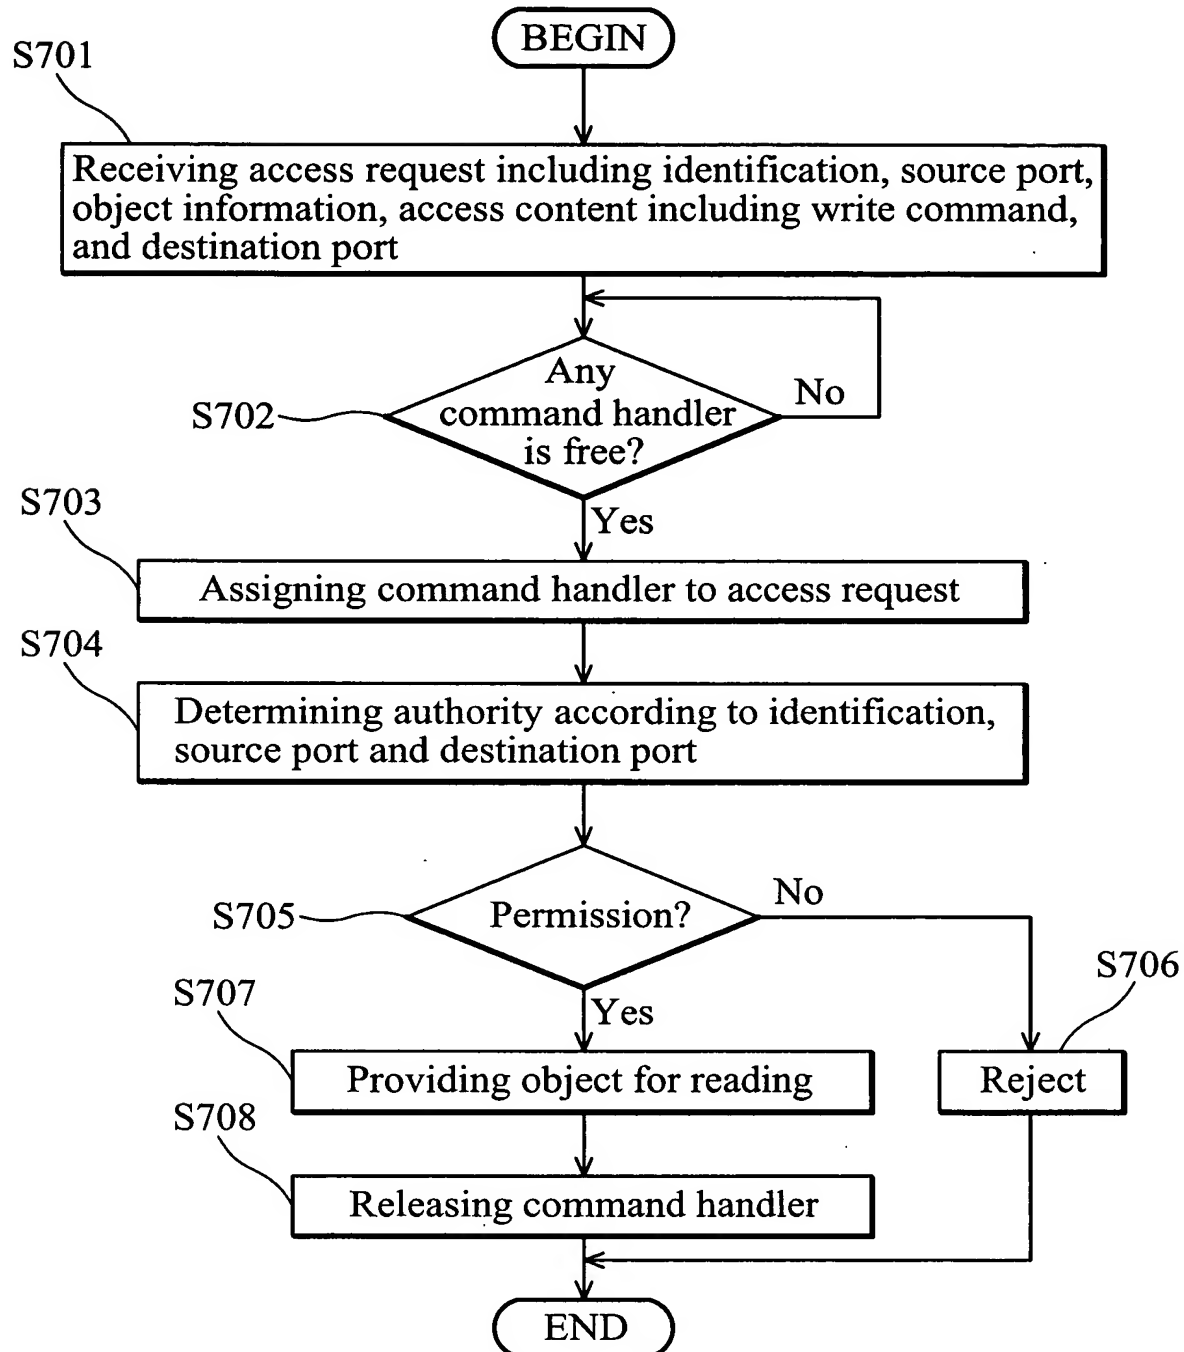 BEGIN
S701
Receiving access request including identification, source port,
object information, access content including write command,
and destination port
Any
command handler
is free?
No
S702
Yes
S703
Assigning command handler to access request
S704
Determining authority according to identification,
source port and destination port
S705
Permission?
No
S706
Yes
S707
Providing object for reading
Reject
S708
Releasing command handler
END